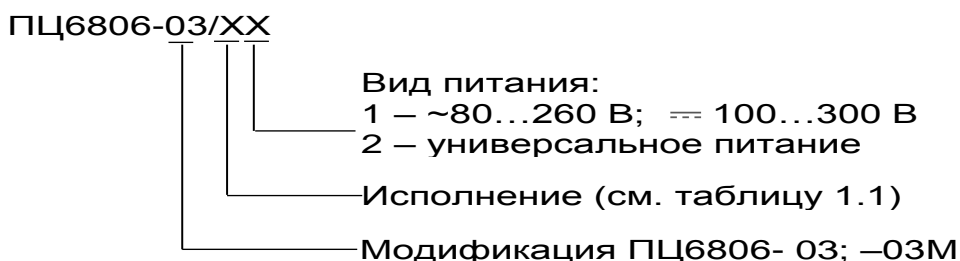 ПЦ6806-03/ХХ
Вид питания:
1 – ~80…260 В; ⎓ 100…300 В
2 – универсальное питание
Исполнение (см. таблицу 1.1)
Модификация ПЦ6806- 03; –03М